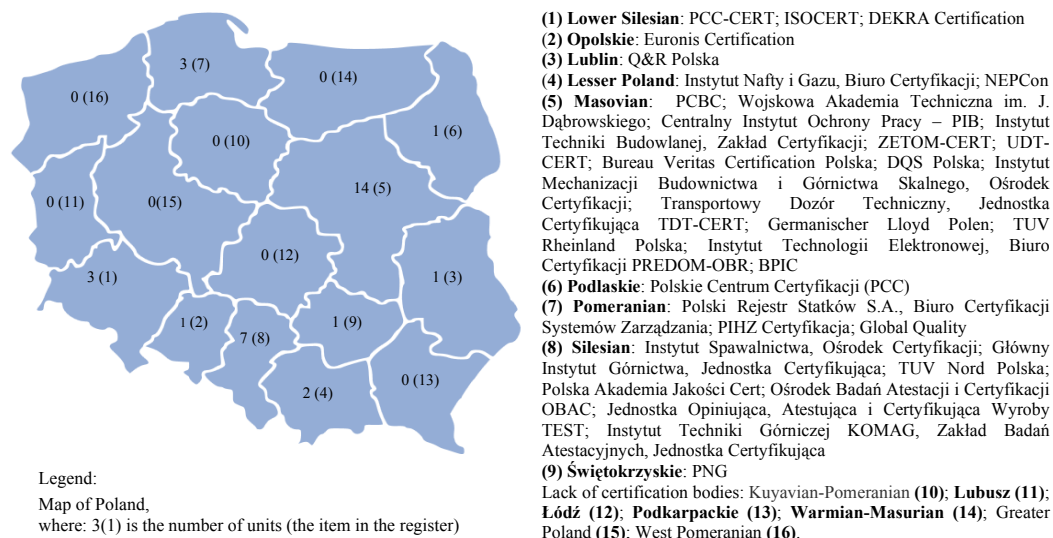 3 (7)
0 (14)
0 (16)
0 (10)
1 (6)
14 (5)
0 (11)
0(15)
0 (12)
3 (1)
1 (3)
1 (2)
1 (9)
7 (8)
0 (13)
2 (4)
Legend:
Map of Poland,
where: 3(1) is the number of units (the item in the register)
(1) Lower Silesian: PCC-CERT; ISOCERT; DEKRA Certification
(2) Opolskie: Euronis Certification
(3) Lublin: Q&R Polska
(4) Lesser Poland: Instytut Nafty i Gazu, Biuro Certyfikacji; NEPCon
(5) Masovian: PCBC; Wojskowa Akademia Techniczna im. J.
Dąbrowskiego; Centralny Instytut Ochrony Pracy – PIB; Instytut
Techniki Budowlanej, Zakład Certyfikacji; ZETOM-CERT; UDT-
CERT; Bureau Veritas Certification Polska; DQS Polska; Instytut
Mechanizacji Budownictwa i Górnictwa Skalnego, Ośrodek
Certyfikacji; Transportowy Dozór Techniczny, Jednostka
Certyfikująca TDT-CERT; Germanischer Lloyd Polen; TUV
Rheinland Polska; Instytut Technologii Elektronowej, Biuro
Certyfikacji PREDOM-OBR; BPIC
(6) Podlaskie: Polskie Centrum Certyfikacji (PCC)
(7) Pomeranian: Polski Rejestr Statków S.A., Biuro Certyfikacji
Systemów Zarządzania; PIHZ Certyfikacja; Global Quality
(8) Silesian: Instytut Spawalnictwa, Ośrodek Certyfikacji; Główny
Instytut Górnictwa, Jednostka Certyfikująca; TUV Nord Polska;
Polska Akademia Jakości Cert; Ośrodek Badań Atestacji i Certyfikacji
OBAC; Jednostka Opiniująca, Atestująca i Certyfikująca Wyroby
TEST; Instytut Techniki Górniczej KOMAG, Zakład Badań
Atestacyjnych, Jednostka Certyfikująca
(9) Świętokrzyskie: PNG
Lack of certification bodies: Kuyavian-Pomeranian (10); Lubusz (11);
Łódź (12); Podkarpackie (13); Warmian-Masurian (14); Greater
Poland (15); West Pomeranian (16).